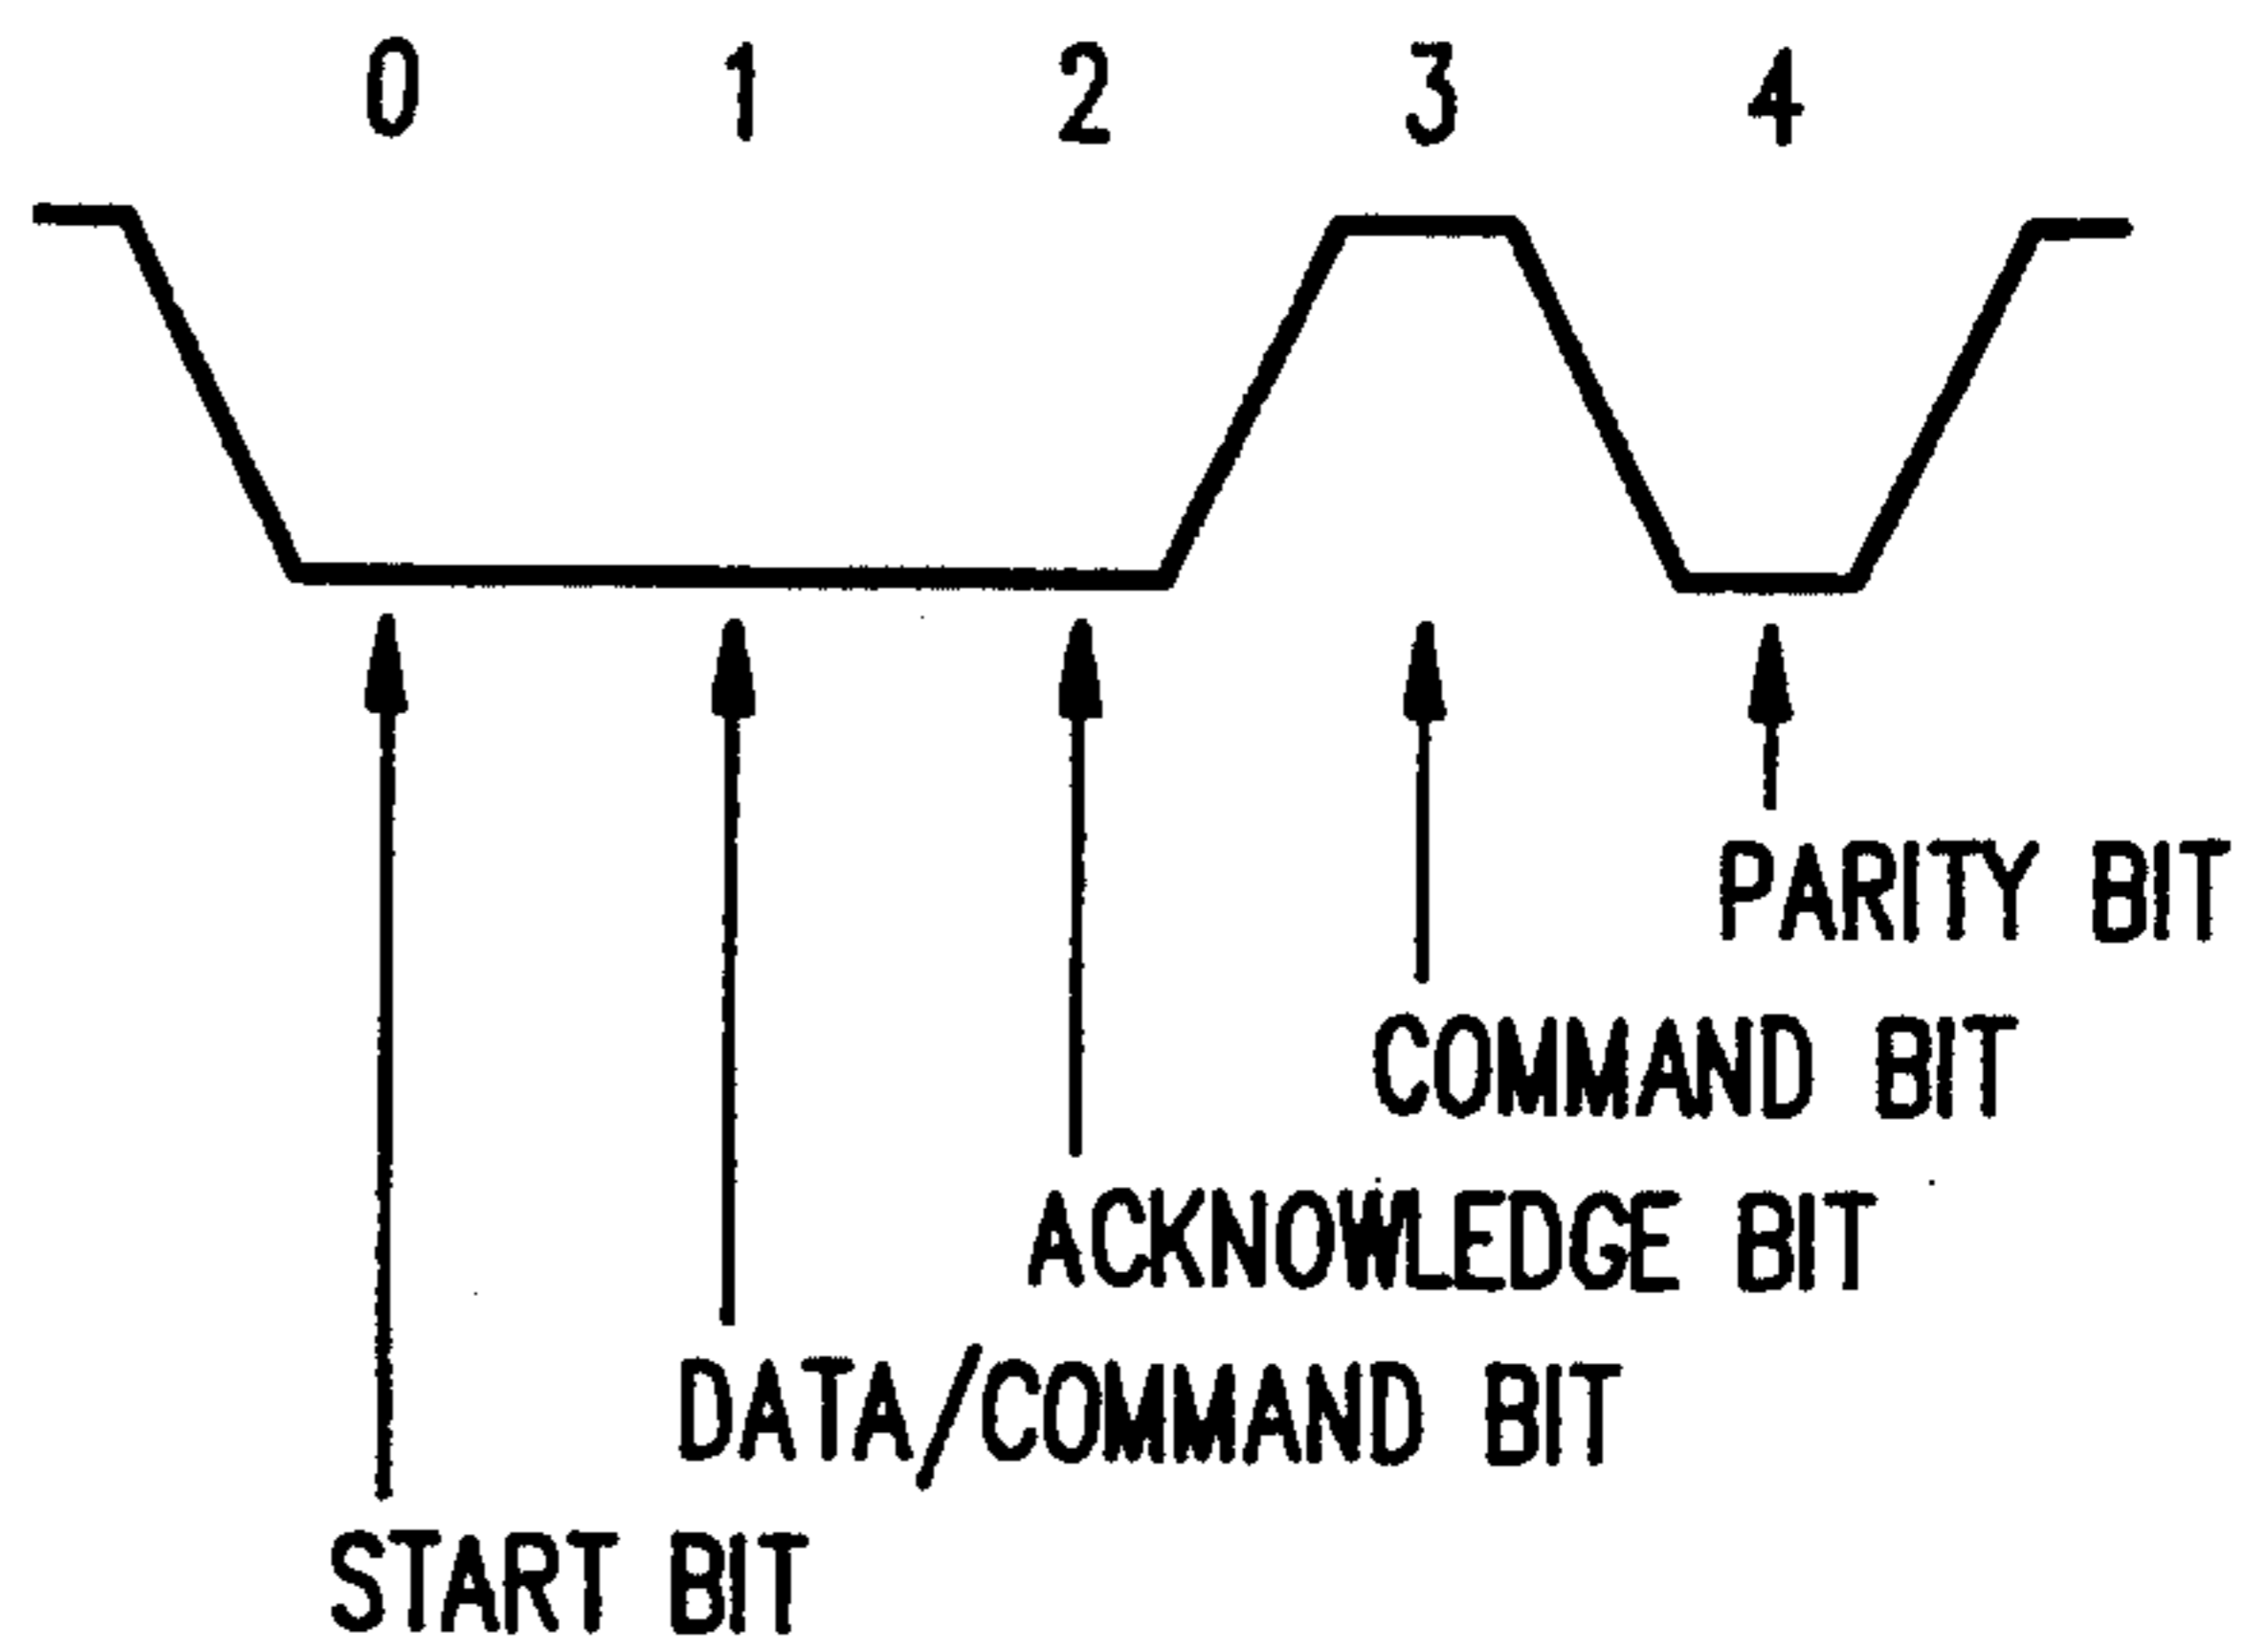 0 1 2 3 4
PARITY BIT
COMMAND BIT
ACKNOWLEDGE BIT
DATA/COMMAND BIT
START BIT